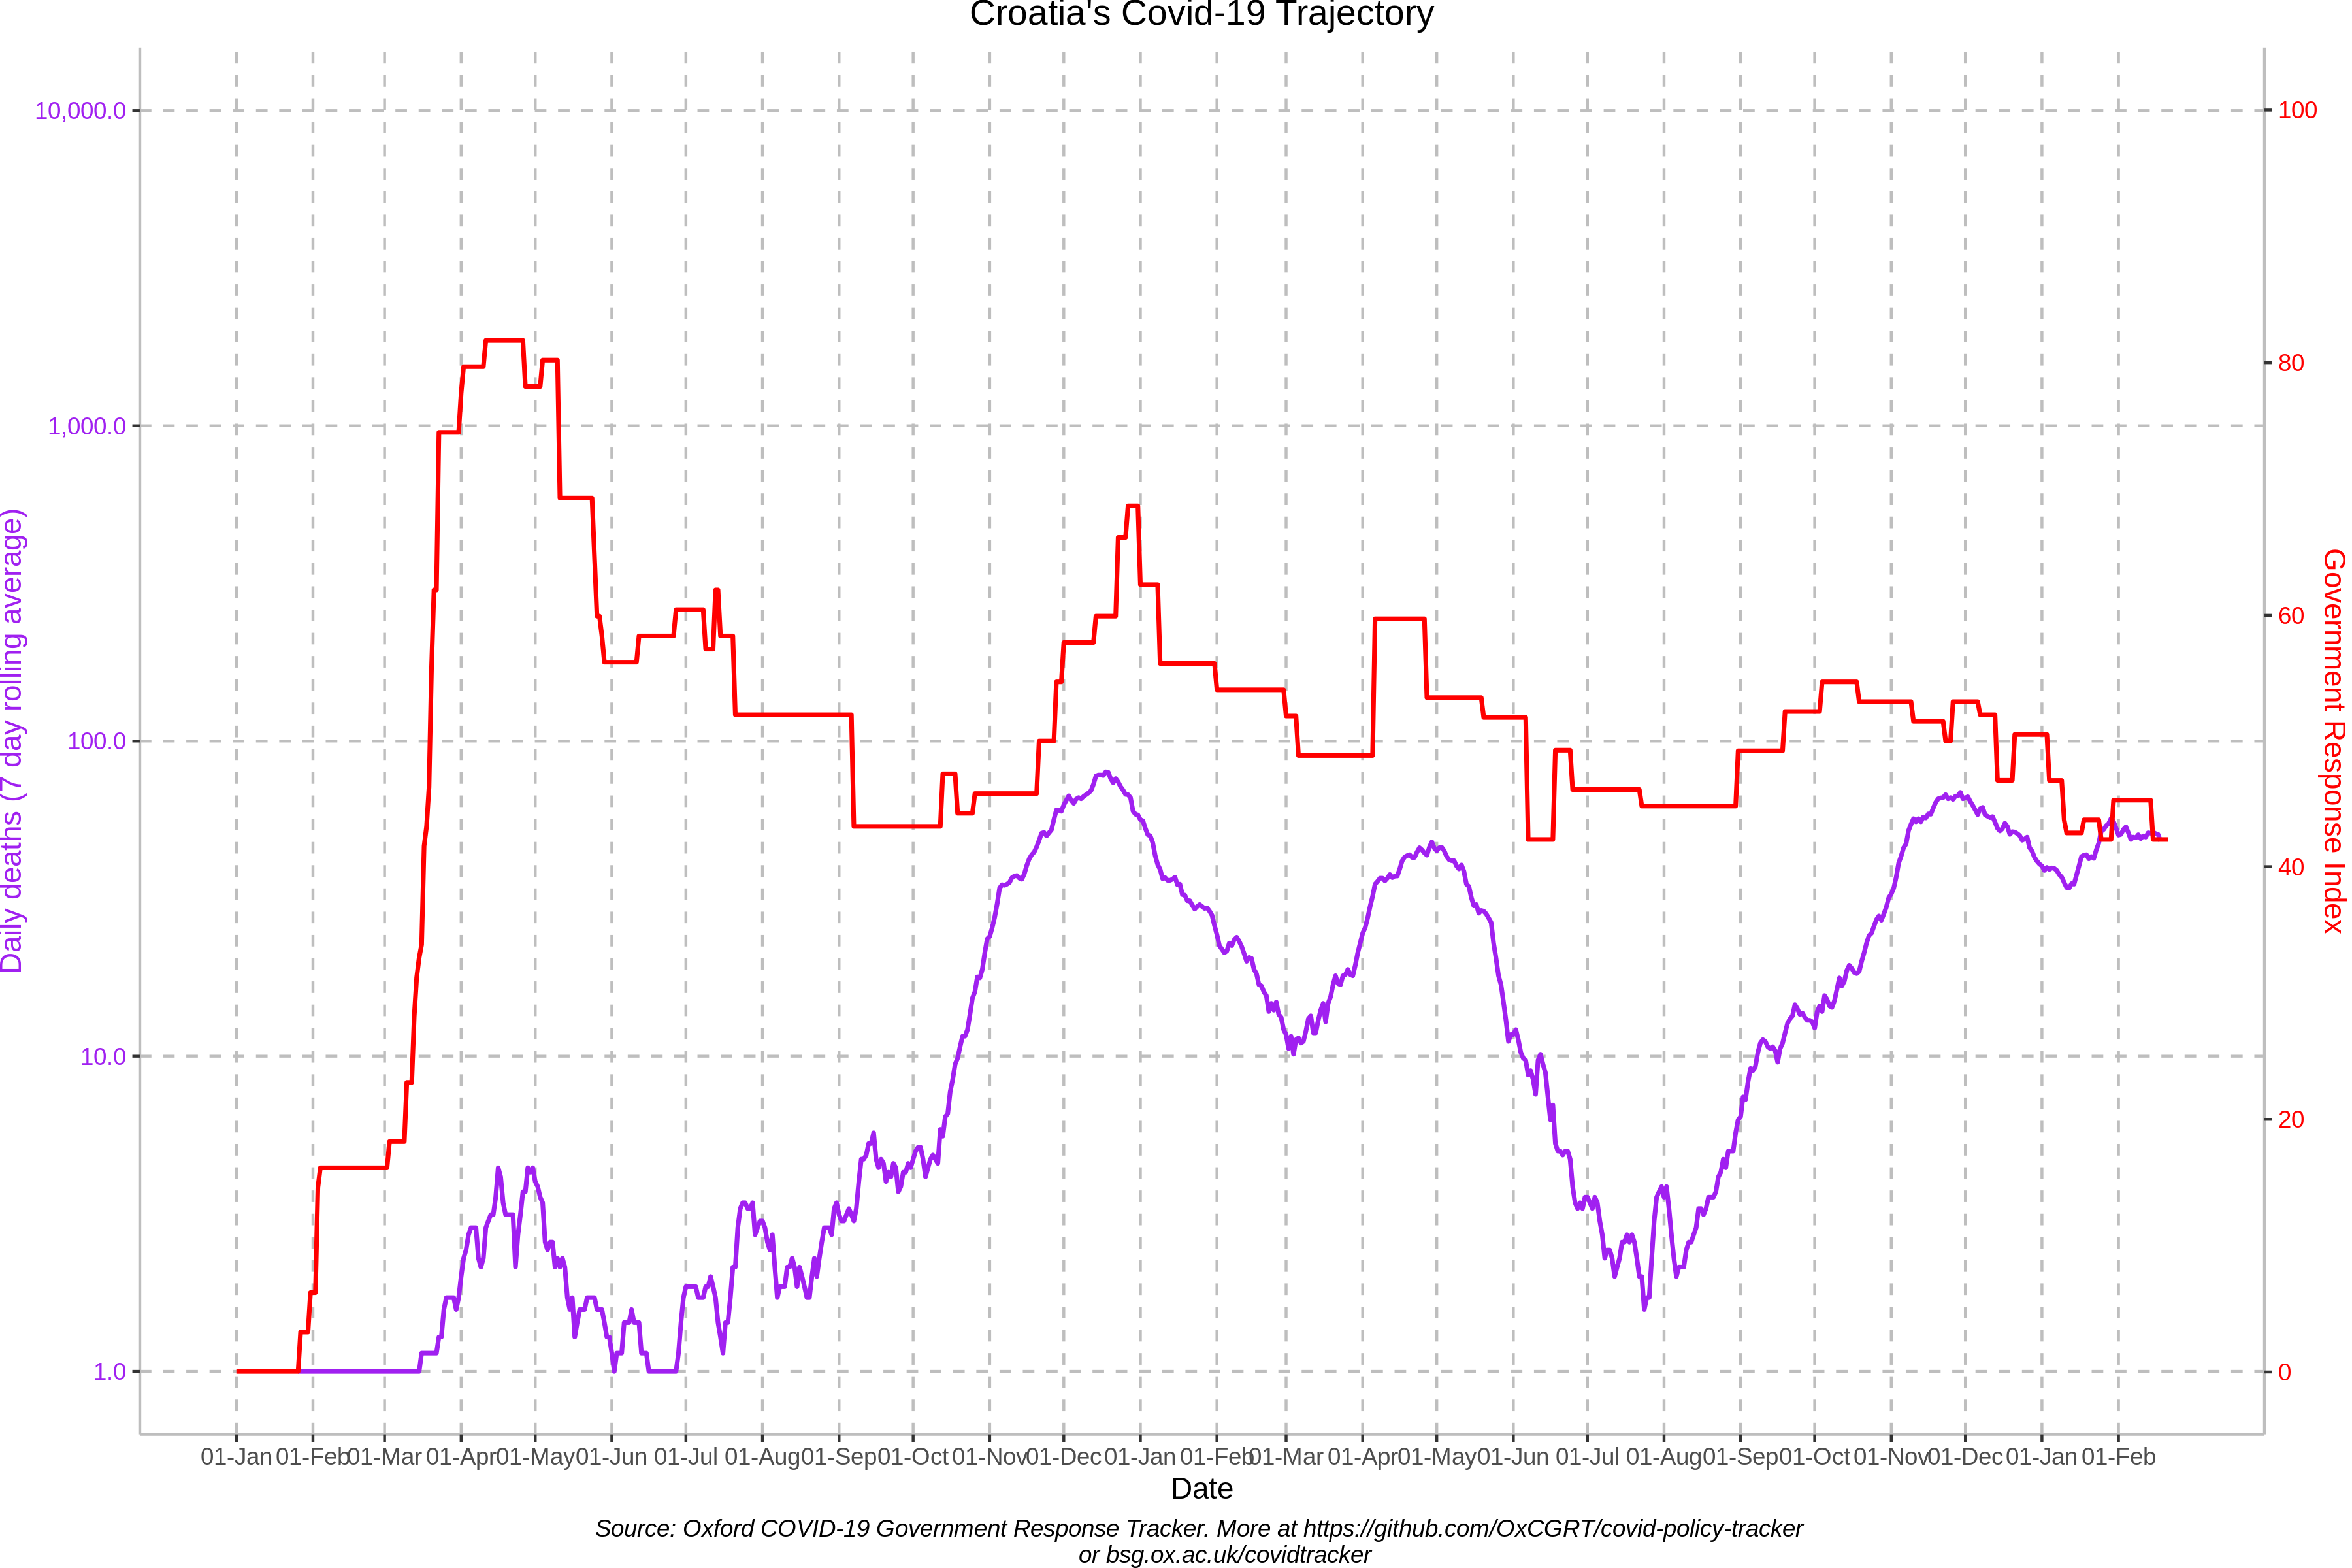 Croatia's Covid-19 Trajectory
10,000.0
1,000.0
100.0
10.0
1.0
Daily deaths (7 day rolling average)
100
80
60
40
20
0
Government Response Index
01-Jan 01-Feb 01-Mar 01-Apr 01-May 01-Jun 01-Jul 01-Aug 01-Sep 01-Oct 01-Nov 01-Dec 01-Jan 01-Feb 01-Mar 01-Apr 01-May 01-Jun 01-Jul 01-Aug 01-Sep 01-Oct 01-Nov 01-Dec 01-Jan 01-Feb
Date
Source: Oxford COVID-19 Government Response Tracker. More at https://github.com/OxCGRT/covid-policy-tracker
or bsg.ox.ac.uk/covidtracker